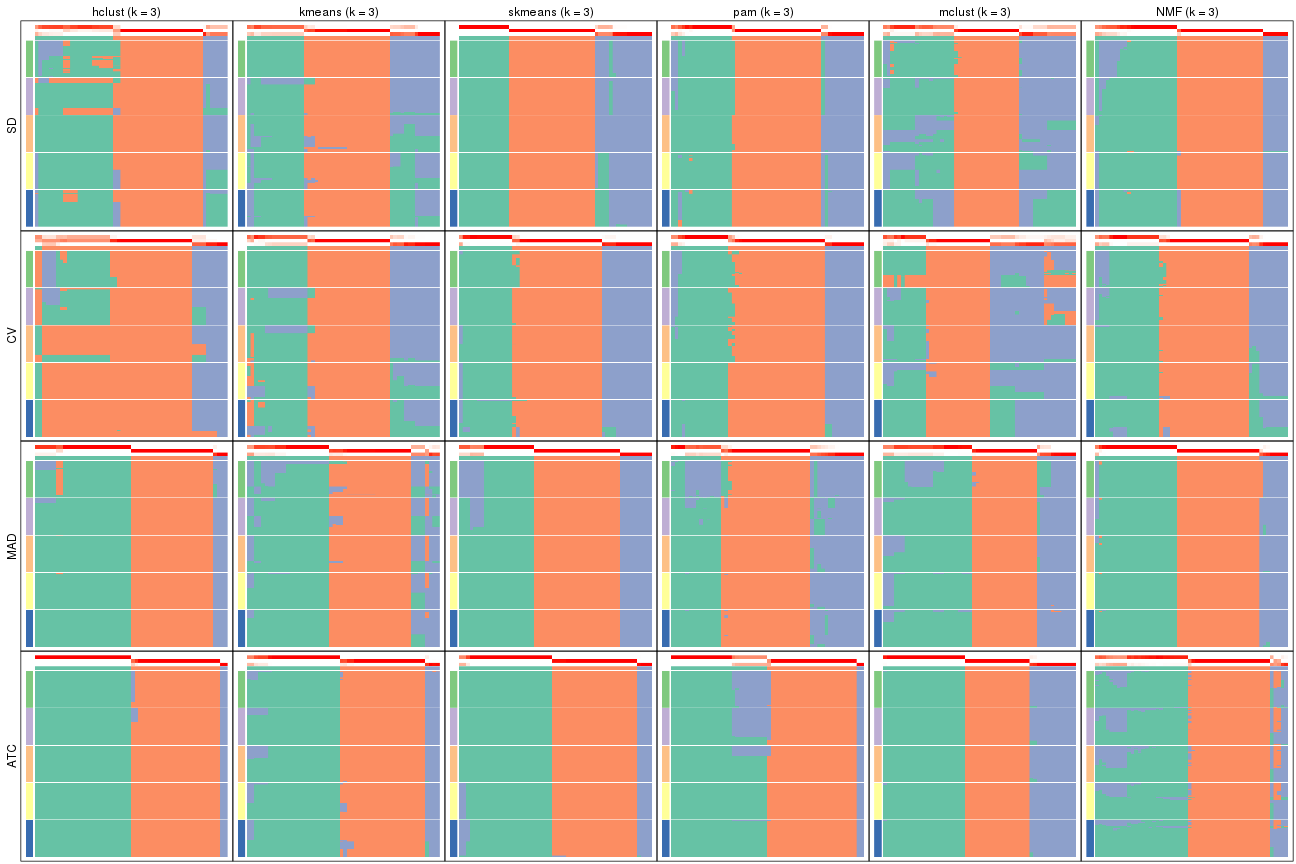 hclust (k = 3) kmeans (k = 3) skmeans (k = 3) pam (k = 3) mclust (k = 3) NMF (k = 3)
SD
CV
MAD
ATC